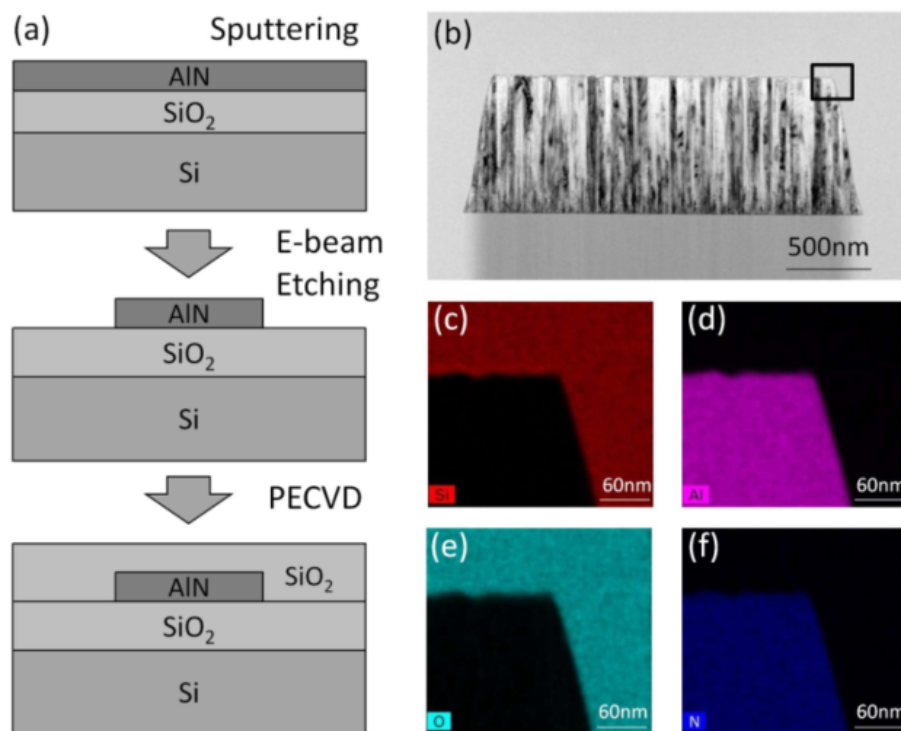 (a) Sputtering
AlN
SiO₂
Si
E-beam
Etching
AlN
SiO₂
Si
PECVD
SiO₂
AlN
SiO₂
Si
(b)
500nm
(c)
Si
60nm
(d)
Al
60nm
(e)
O
60nm
(f)
N
60nm